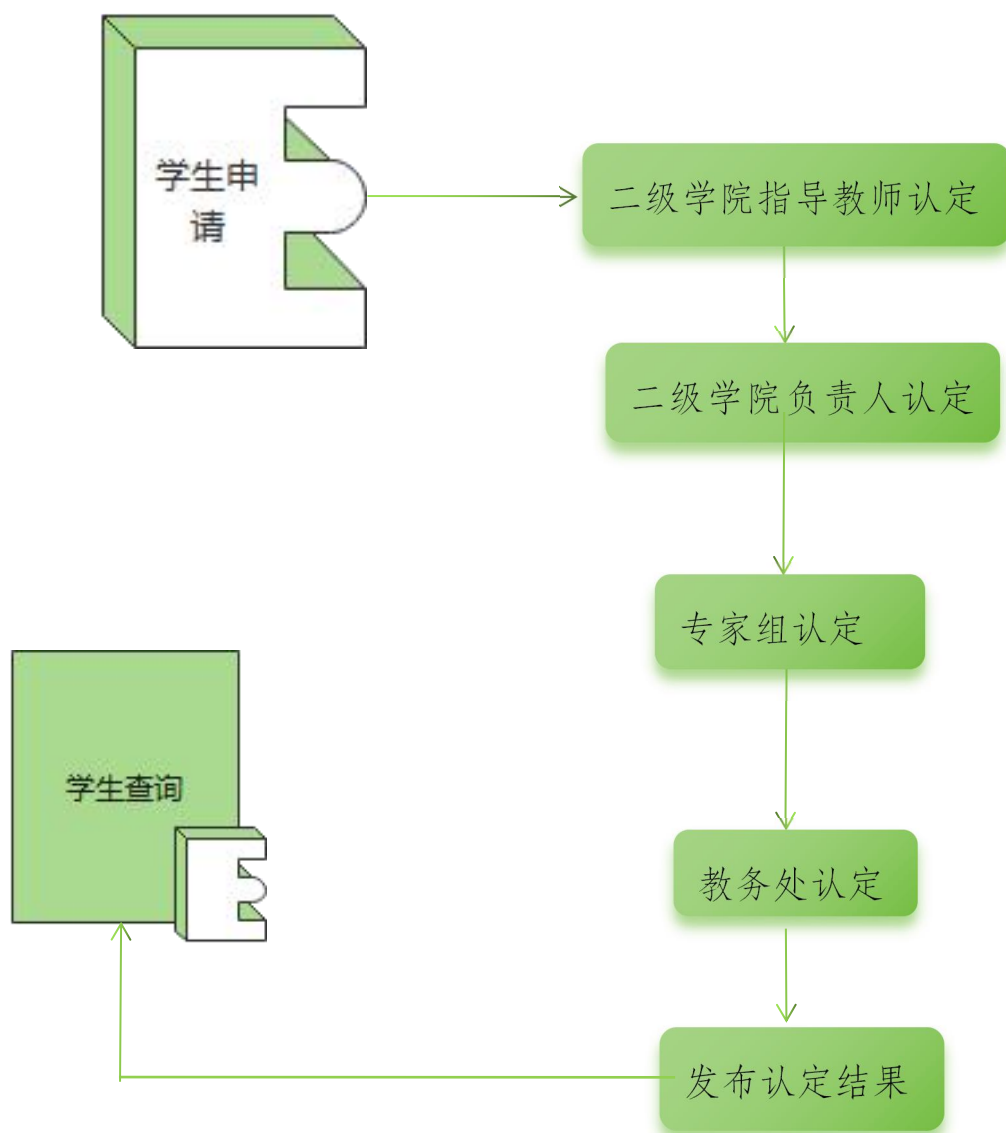 学生申
请
二级学院指导教师认定
二级学院负责人认定
专家组认定
教务处认定
发布认定结果
学生查询